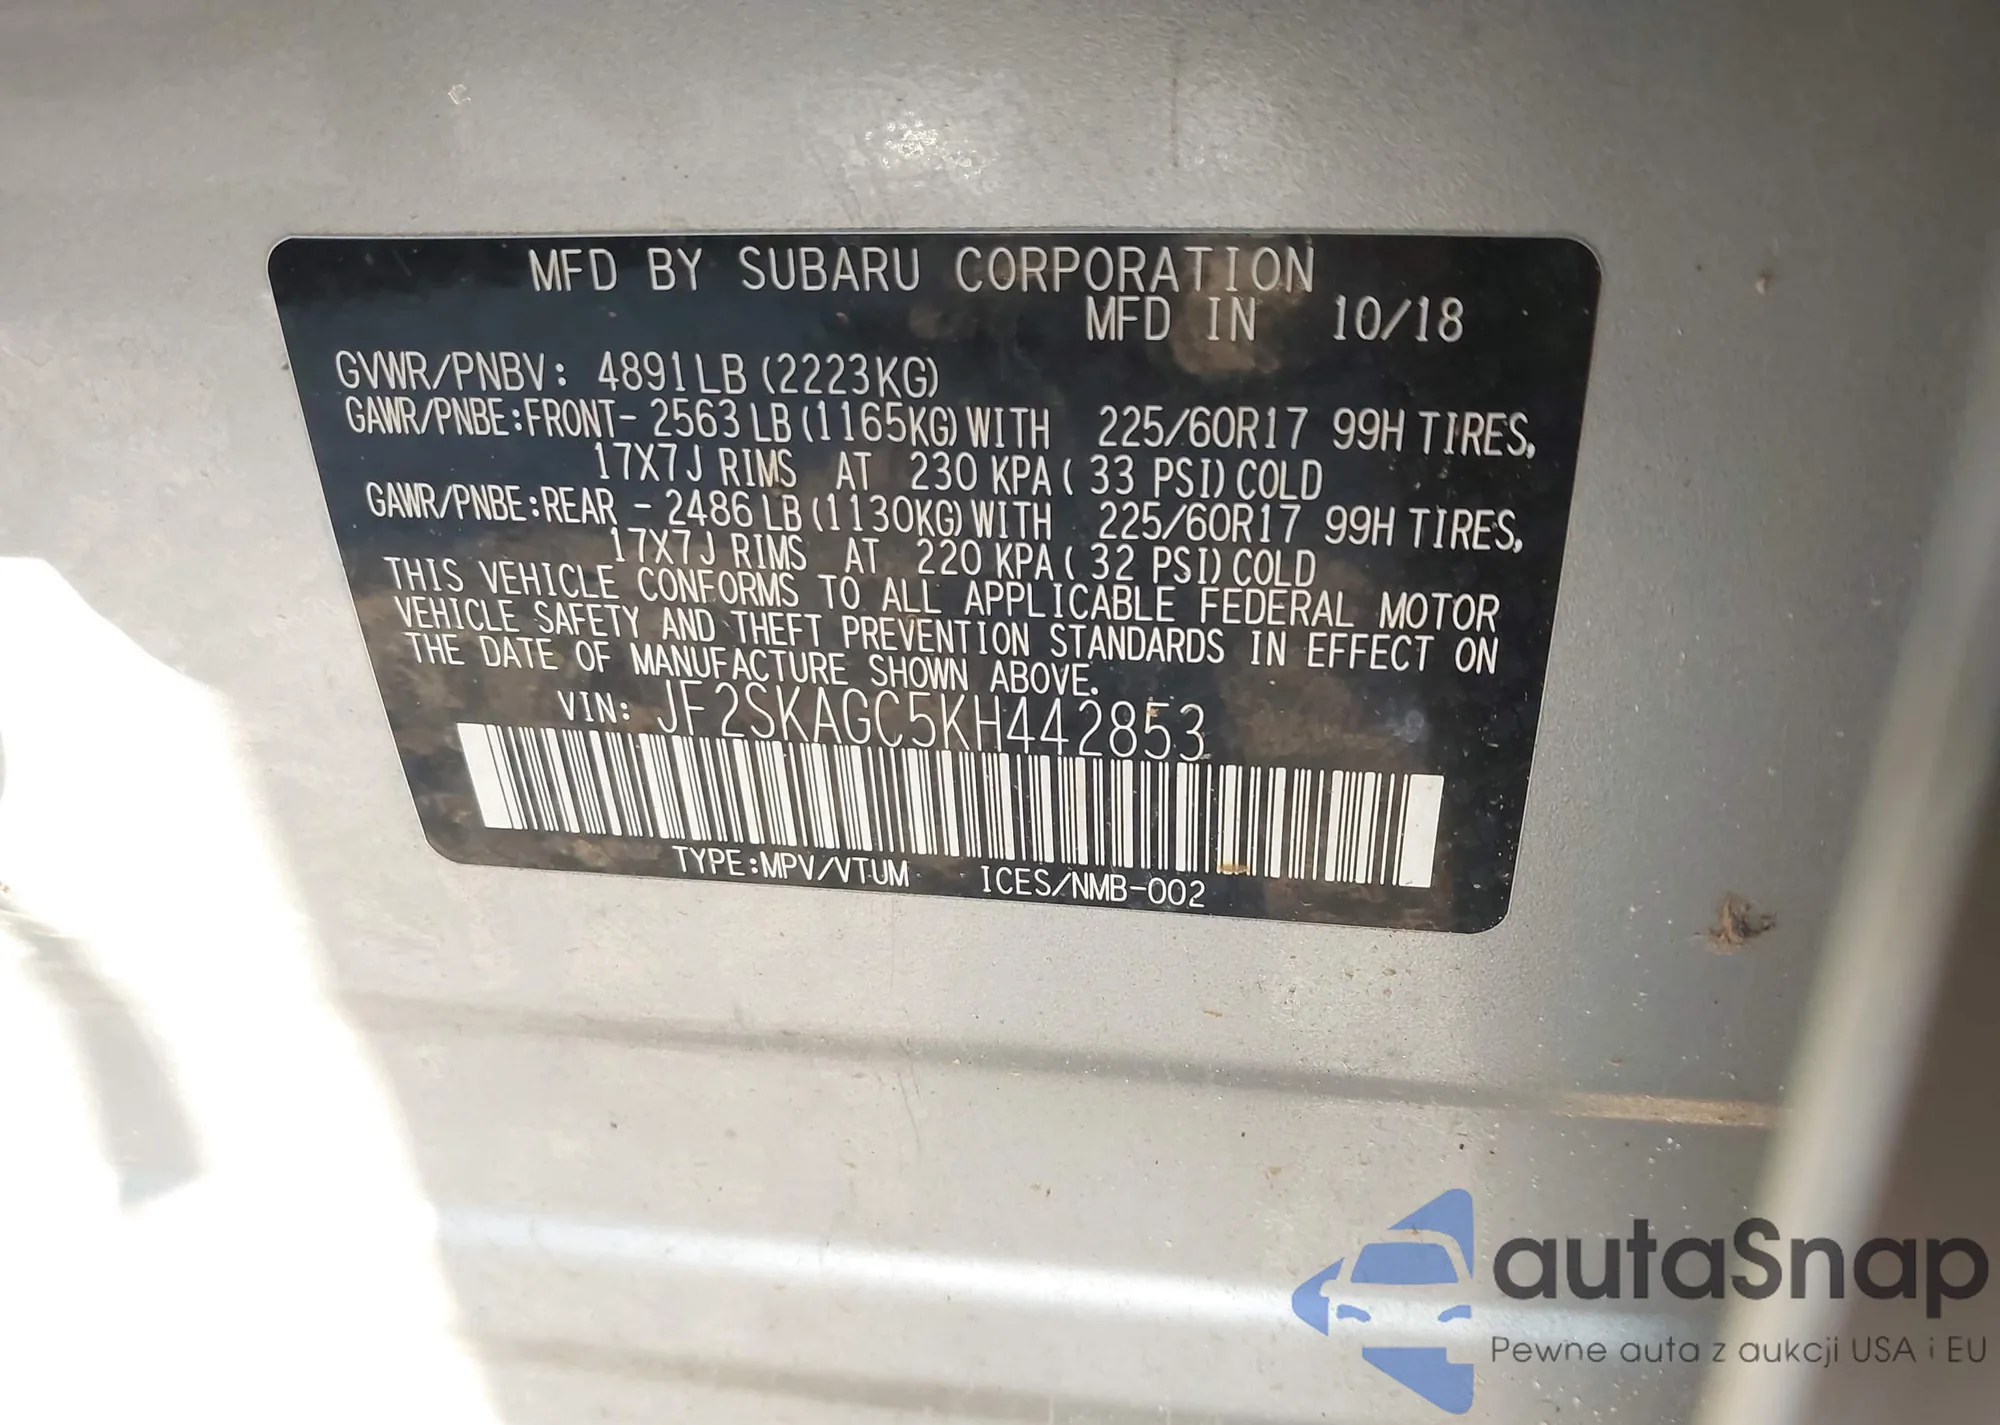 MFD BY SUBARU CORPORATION
MFD IN 10/18
GVWR/PNBV: 4891LB (2223KG)
GAWR/PNBE:FRONT- 2563 LB (1165KG) WITH 225/60R17 99H TIRES,
17X7J RIMS AT 230 KPA ( 33 PSI) COLD
GAWR/PNBE:REAR - 2486 LB (1130KG) WITH 225/60R17 99H TIRES,
17X7J RIMS AT 220 KPA ( 32 PSI) COLD
THIS VEHICLE CONFORMS TO ALL APPLICABLE FEDERAL MOTOR
VEHICLE SAFETY AND THEFT PREVENTION STANDARDS IN EFFECT ON
THE DATE OF MANUFACTURE SHOWN ABOVE.
VIN: JF2SKAGC5KH442853
TYPE:MPV/VTUM ICES/NMB-002
autaSnap
Pewne auta z aukcji USA i EU